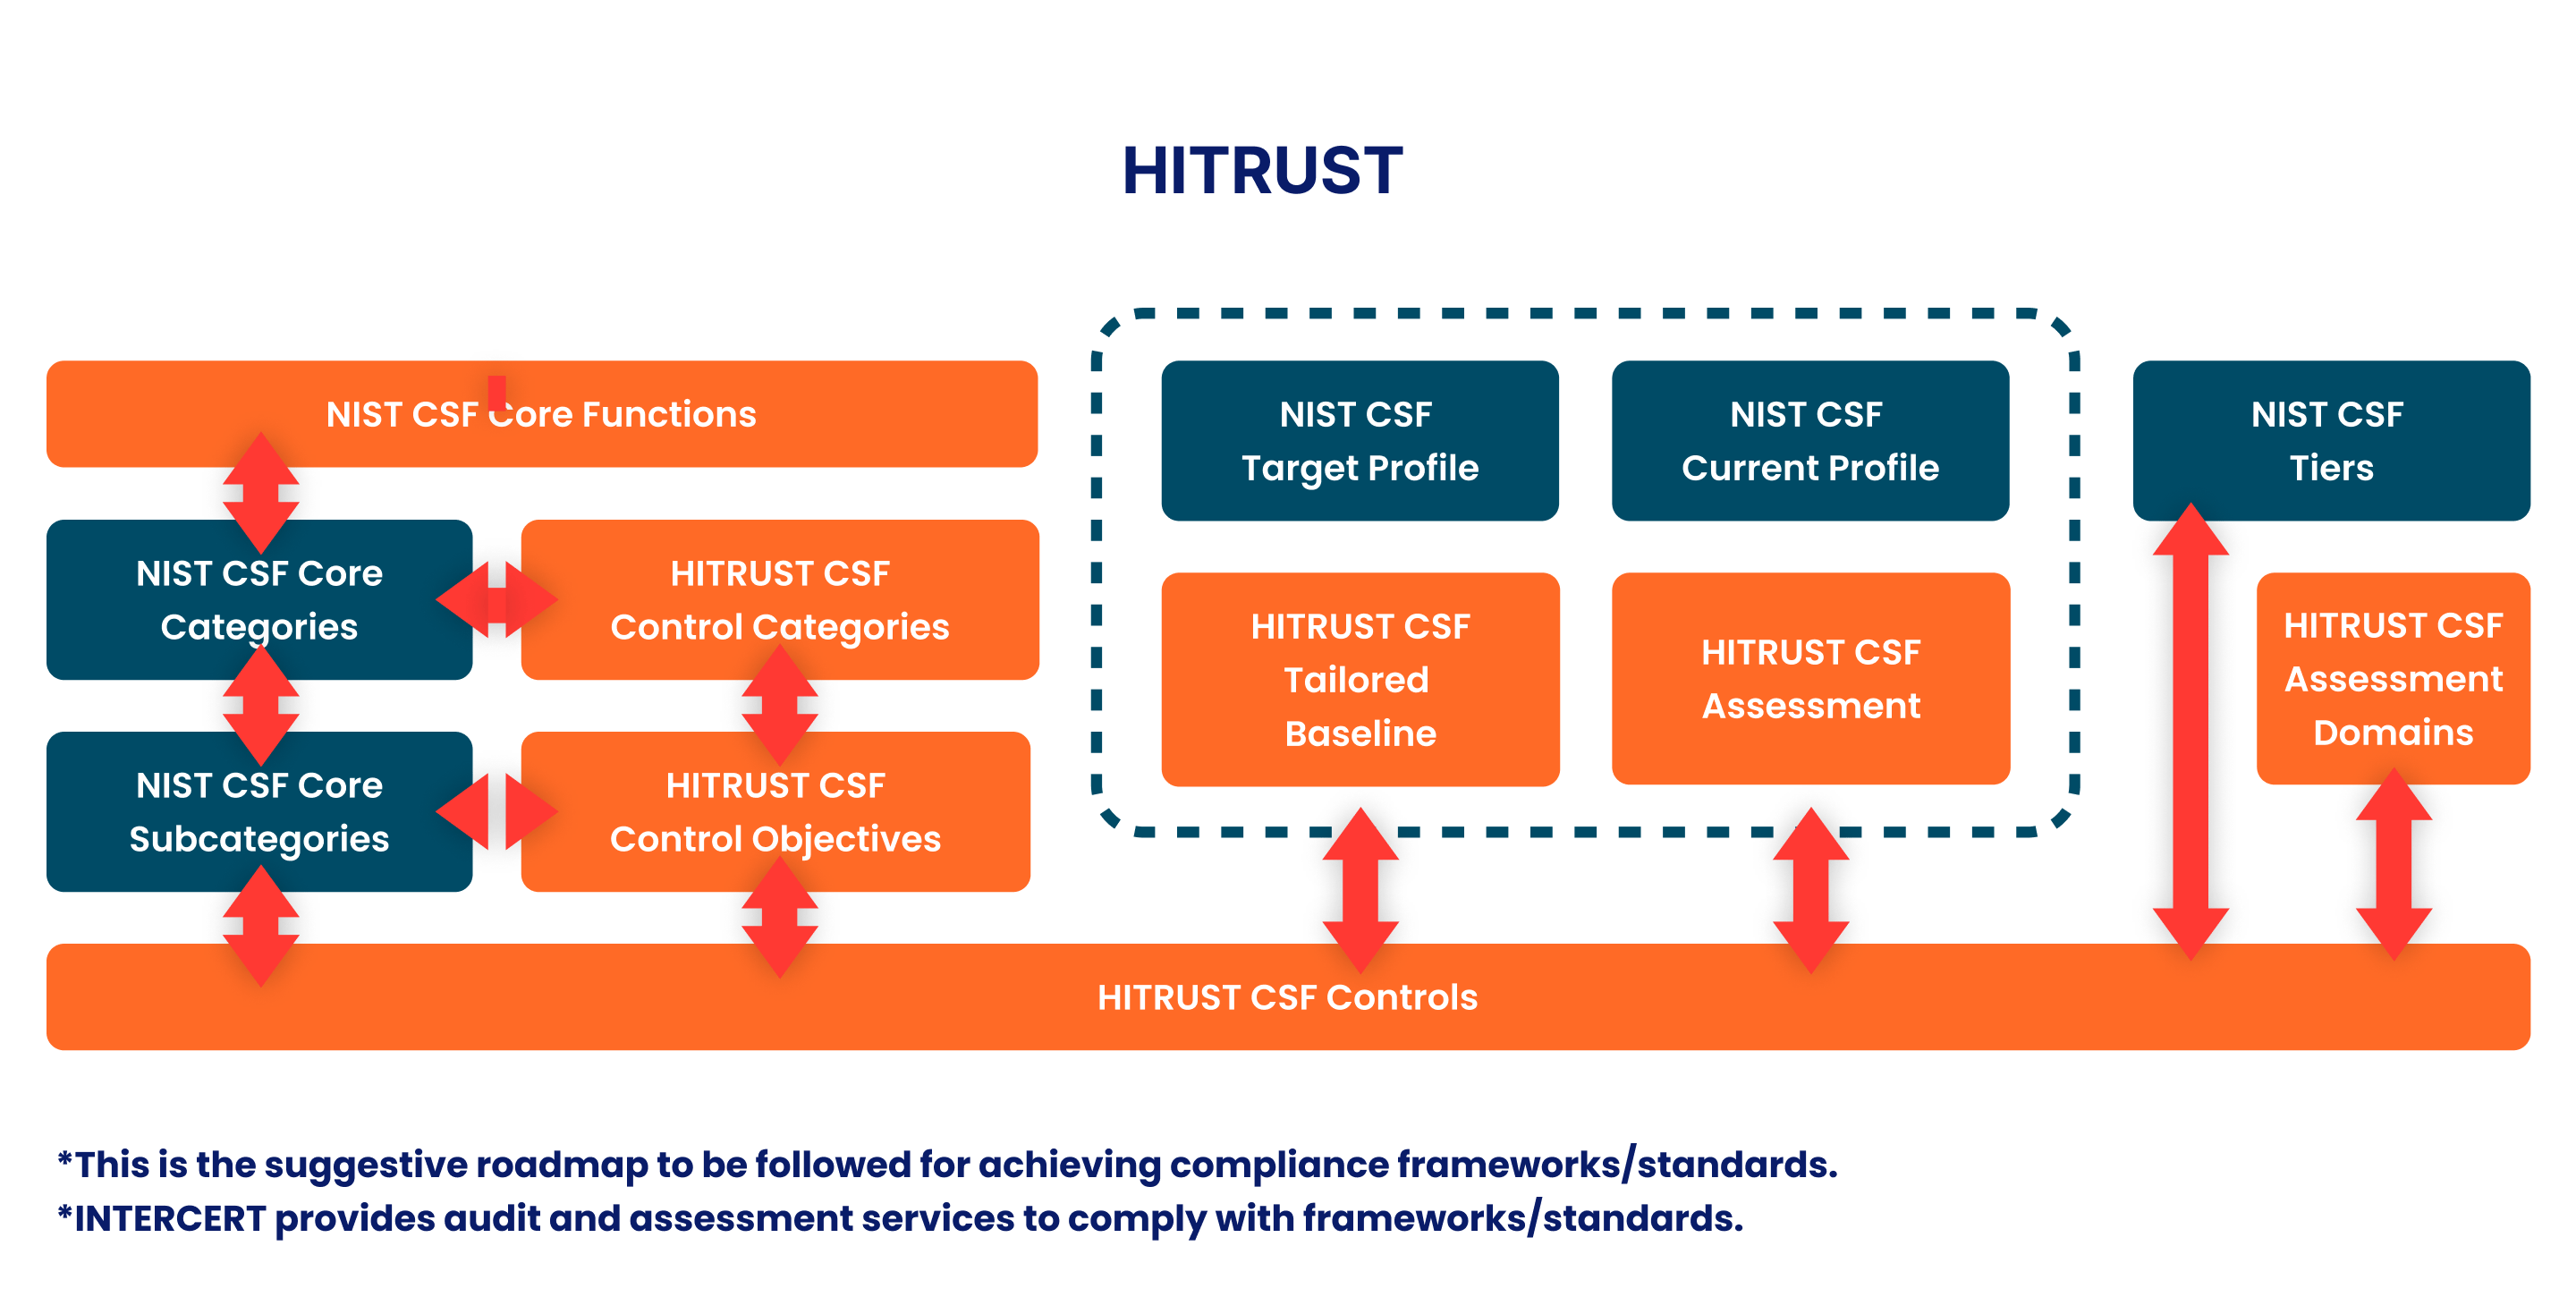 HITRUST
NIST CSF Core Functions
NIST CSF Core
Categories
HITRUST CSF
Control Categories
NIST CSF Core
Subcategories
HITRUST CSF
Control Objectives
NIST CSF
Target Profile
NIST CSF
Current Profile
HITRUST CSF
Tailored
Baseline
HITRUST CSF
Assessment
NIST CSF
Tiers
HITRUST CSF
Assessment
Domains
HITRUST CSF Controls
*This is the suggestive roadmap to be followed for achieving compliance frameworks/standards.
*INTERCERT provides audit and assessment services to comply with frameworks/standards.